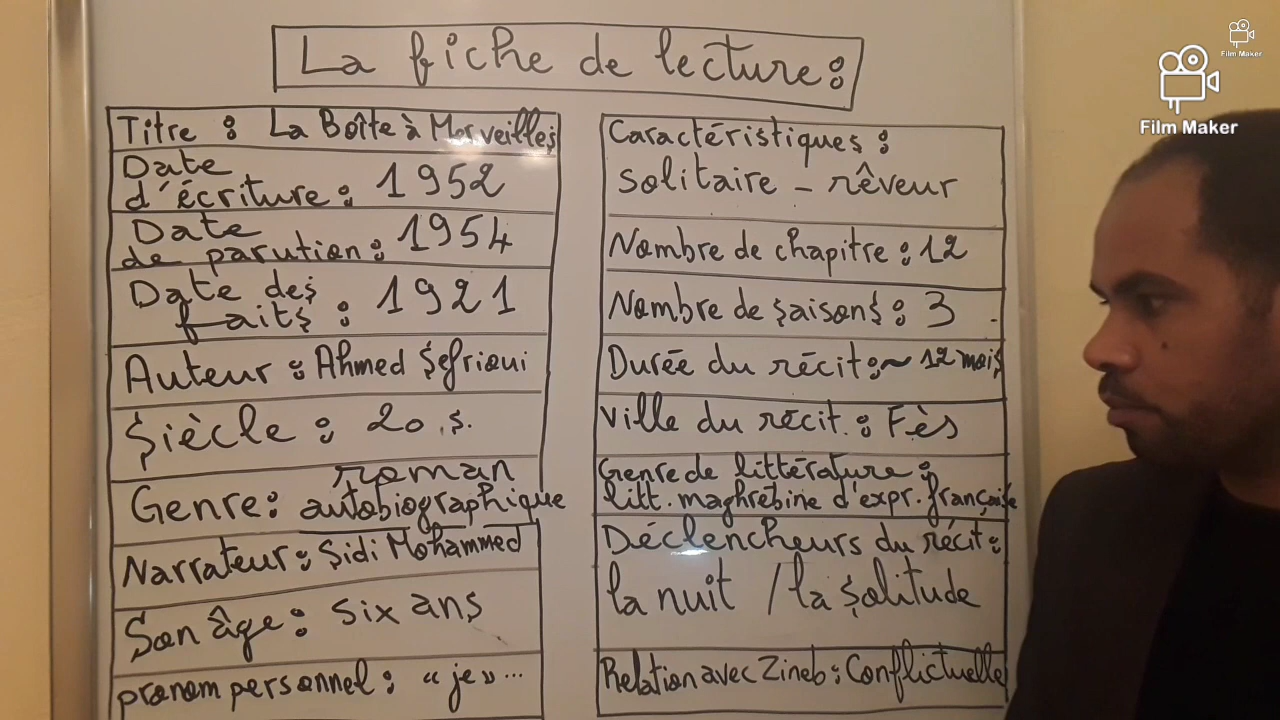 La fiche de lecture :
Titre : La Boîte à Merveilles
Date
d'écriture : 1952
Date
de parution : 1954
Date des
faits : 1921
Auteur : Ahmed Sefrioui
Siècle : 20 s.
Genre : roman
autobiographique
Narrateur : Sidi Mohammed
Son âge : six ans
pronom personnel : "je"...
Caractéristiques :
solitaire - rêveur
Nombre de chapitre : 12
Nombre de saisons : 3
Durée du récit : ~ 12 mois
Ville du récit : Fès
Genre de littérature :
litt. maghrébine d'expr. française
Déclencheurs du récit :
la nuit / la solitude
Relation avec Zineb : Conflictuelle
Film Maker
Film Maker